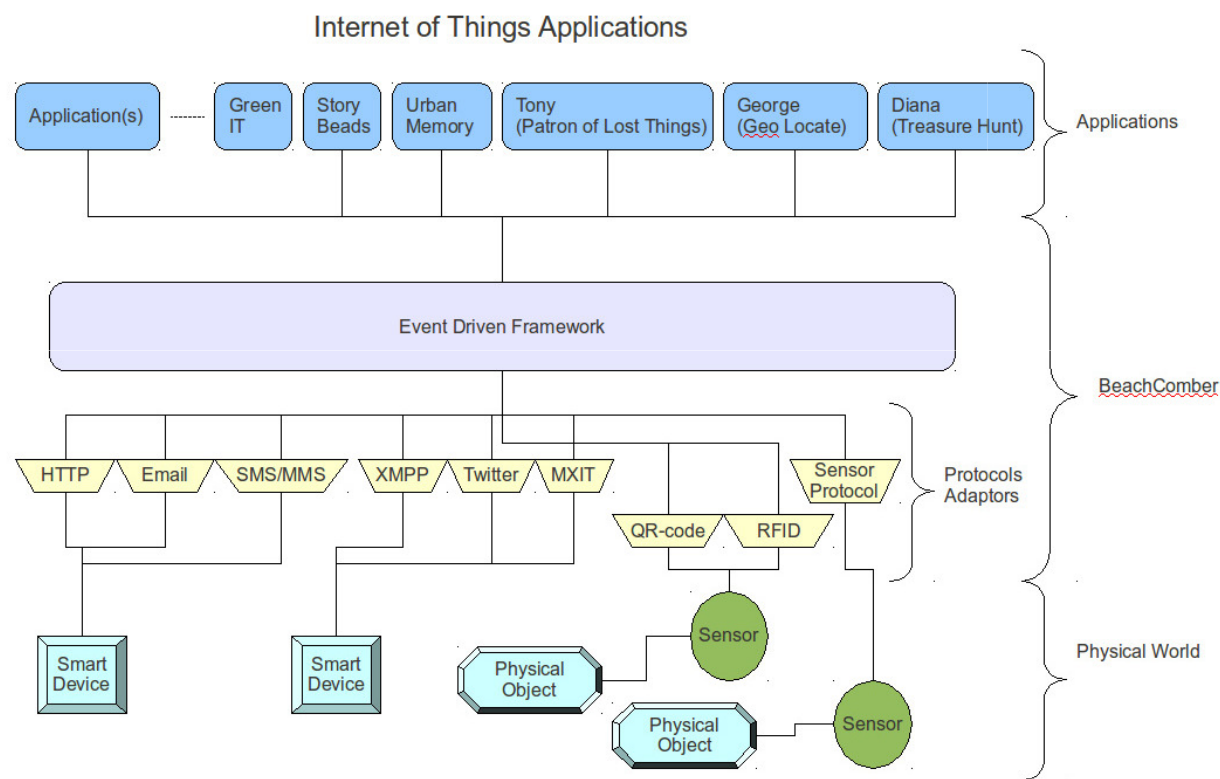 Internet of Things Applications
Application(s)
Green
IT
Story
Beads
Urban
Memory
Tony
(Patron of Lost Things)
George
(Geo Locate)
Diana
(Treasure Hunt)
Applications
Event Driven Framework
BeachComber
HTTP
Email
SMS/MMS
XMPP
Twitter
MXIT
Sensor
Protocol
Protocols
Adaptors
QR-code
RFID
Smart
Device
Smart
Device
Physical
Object
Sensor
Physical World
Physical
Object
Sensor